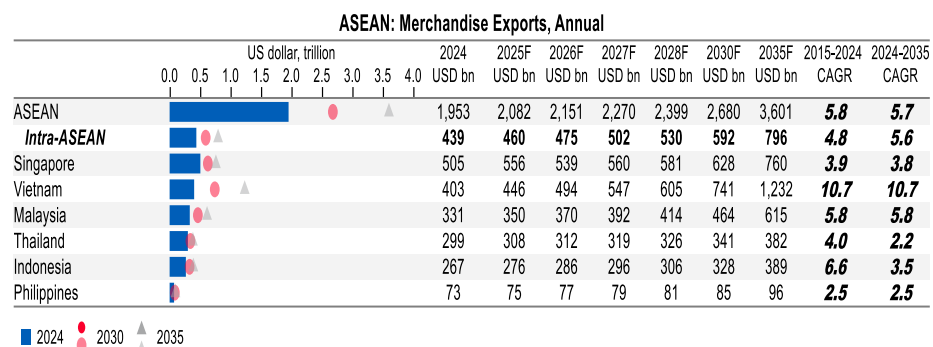 ASEAN: Merchandise Exports, Annual
US dollar, trillion 2024 2025F 2026F 2027F 2028F 2030F 2035F 2015-2024 2024-2035
0.0 0.5 1.0 1.5 2.0 2.5 3.0 3.5 4.0 USD bn USD bn USD bn USD bn USD bn USD bn USD bn CAGR CAGR
ASEAN 1,953 2,082 2,151 2,270 2,399 2,680 3,601 5.8 5.7
Intra-ASEAN 439 460 475 502 530 592 796 4.8 5.6
Singapore 505 556 539 560 581 628 760 3.9 3.8
Vietnam 403 446 494 547 605 741 1,232 10.7 10.7
Malaysia 331 350 370 392 414 464 615 5.8 5.8
Thailand 299 308 312 319 326 341 382 4.0 2.2
Indonesia 267 276 286 296 306 328 389 6.6 3.5
Philippines 73 75 77 79 81 85 96 2.5 2.5
2024 2030 2035